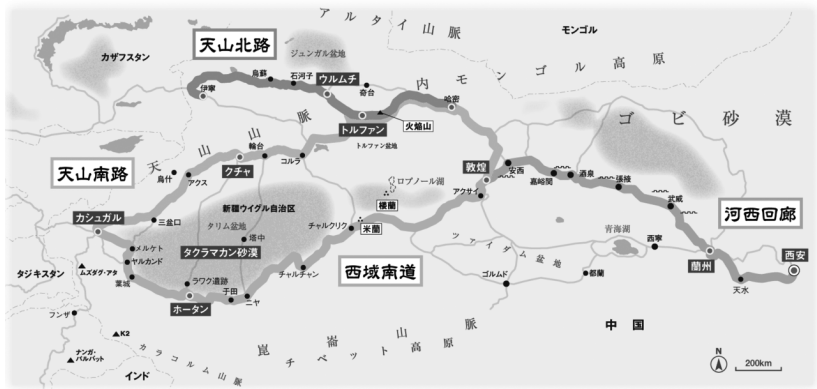 アルタイ山脈
モンゴル
天山北路
ジュンガル盆地
カザフスタン
内モンゴル高原
烏蘇
石河子
ウルムチ
奇台
伊寧
哈密
ゴビ砂漠
トルファン
火焔山
トルファン盆地
天山山脈
輪台
コルラ
クチャ
天山南路
烏什
アクス
敦煌
安西
嘉峪関
酒泉
張掖
ロプノール湖
楼蘭
アクサイ
武威
河西回廊
新疆ウイグル自治区
カシュガル
三岔口
タリム盆地
チャルクリク
米蘭
塔中
タクラマカン砂漠
メルケト
ヤルカンド
青海湖
西寧
ツァイダム盆地
西安
蘭州
タジキスタン
ムズダグ・アタ
葉城
ラワク遺跡
于田
ニヤ
チャルチャン
西域南道
ゴルムド
都蘭
天水
ホータン
フンザ
K2
ナンガ・
パルバット
カラコルム山脈
崑崙山脈
チベット高原
中国
インド
N
200km